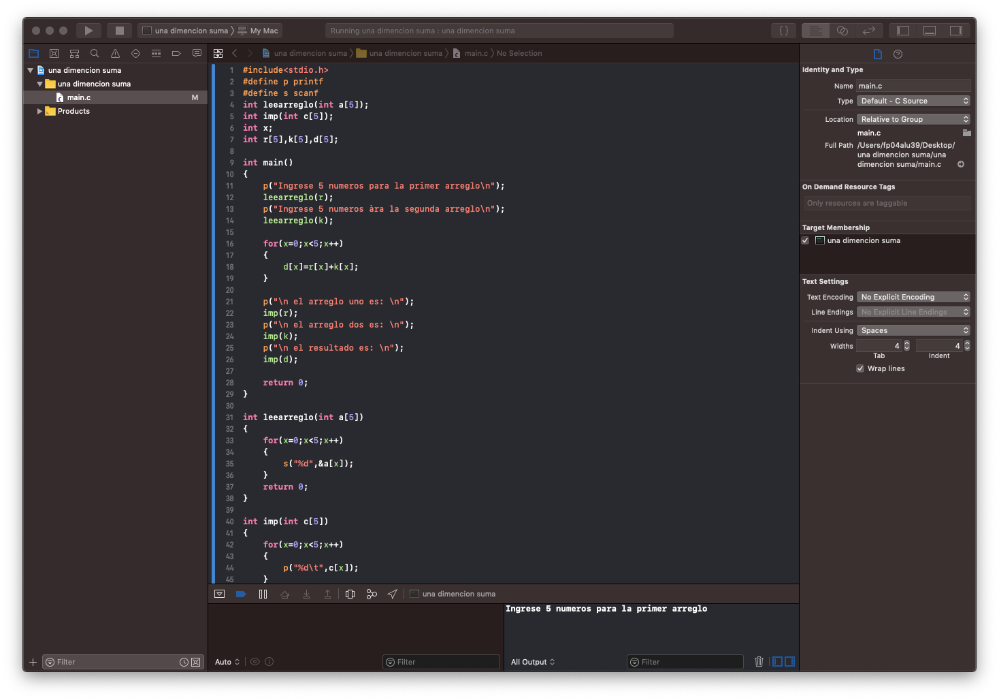 una dimencion suma
My Mac
Running una dimencion suma : una dimencion suma
{ }
una dimencion suma
una dimencion suma
main.c
M
Products
una dimencion suma
una dimencion suma
main.c
No Selection
1 #include<stdio.h>
2 #define p printf
3 #define s scanf
4 int leearreglo(int a[5]);
5 int imp(int c[5]);
6 int x;
7 int r[5],k[5],d[5];
8
9 int main()
10 {
11 p("Ingrese 5 numeros para la primer arreglo\n");
12 leearreglo(r);
13 p("Ingrese 5 numeros àra la segunda arreglo\n");
14 leearreglo(k);
15
16 for(x=0;x<5;x++)
17 {
18 d[x]=r[x]+k[x];
19 }
20
21 p("\n el arreglo uno es: \n");
22 imp(r);
23 p("\n el arreglo dos es: \n");
24 imp(k);
25 p("\n el resultado es: \n");
26 imp(d);
27
28 return 0;
29 }
30
31 int leearreglo(int a[5])
32 {
33 for(x=0;x<5;x++)
34 {
35 s("%d",&a[x]);
36 }
37 return 0;
38 }
39
40 int imp(int c[5])
41 {
42 for(x=0;x<5;x++)
43 {
44 p("%d\t",c[x]);
45 }
una dimencion suma
Ingrese 5 numeros para la primer arreglo
Filter
Auto
Filter
All Output
Filter
Identity and Type
Name main.c
Type Default - C Source
Location Relative to Group
main.c
Full Path /Users/fp04alu39/Desktop/
una dimencion suma/una
dimencion suma/main.c
On Demand Resource Tags
Only resources are taggable
Target Membership
una dimencion suma
Text Settings
Text Encoding No Explicit Encoding
Line Endings No Explicit Line Endings
Indent Using Spaces
Widths 4 4
Tab Indent
Wrap lines